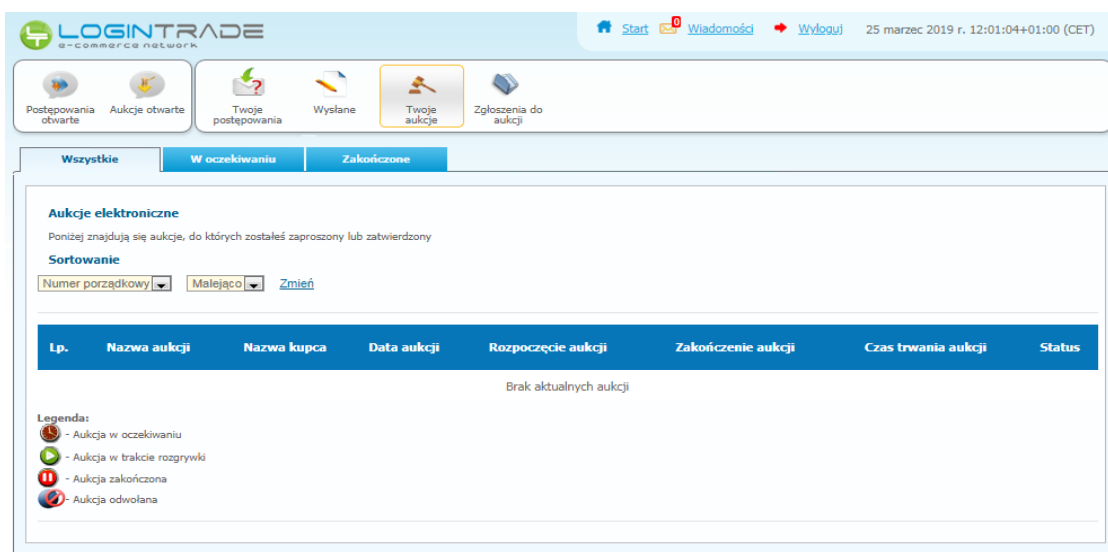 LOGINTRADE
e-commerce network
0
Start Wiadomości Wyloguj 25 marzec 2019 r. 12:01:04+01:00 (CET)
Postępowania otwarte
Aukcje otwarte
Twoje postępowania
Wysłane
Twoje aukcje
Zgłoszenia do aukcji
Wszystkie W oczekiwaniu Zakończone
Aukcje elektroniczne
Poniżej znajdują się aukcje, do których zostałeś zaproszony lub zatwierdzony
Sortowanie
Numer porządkowy Malejąco Zmień
Lp. Nazwa aukcji Nazwa kupca Data aukcji Rozpoczęcie aukcji Zakończenie aukcji Czas trwania aukcji Status
Brak aktualnych aukcji
Legenda:
- Aukcja w oczekiwaniu
- Aukcja w trakcie rozgrywki
- Aukcja zakończona
- Aukcja odwołana